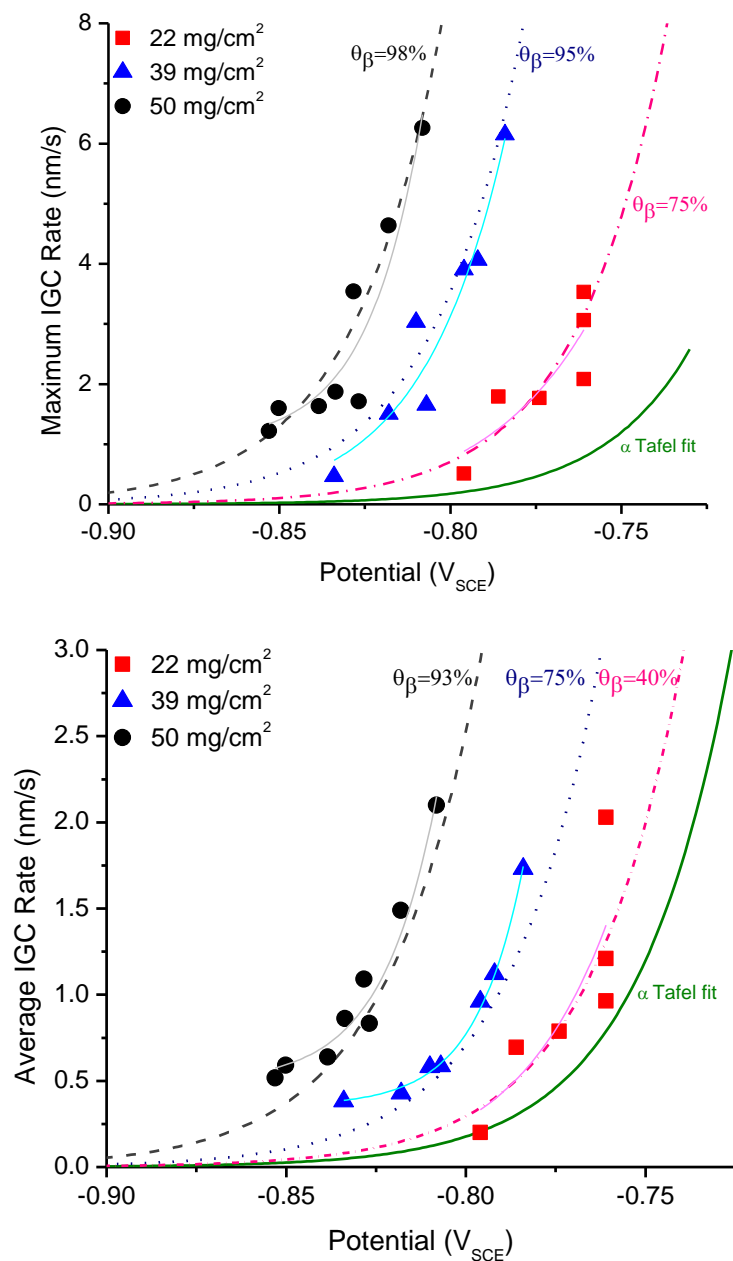 8
6
4
2
0
Maximum IGC Rate (nm/s)
22 mg/cm²
39 mg/cm²
50 mg/cm²
θβ=98%
θβ=95%
θβ=75%
α Tafel fit
-0.90
-0.85
-0.80
-0.75
Potential (V_SCE)
3.0
2.5
2.0
1.5
1.0
0.5
0.0
Average IGC Rate (nm/s)
22 mg/cm²
39 mg/cm²
50 mg/cm²
θβ=93%
θβ=75%
θβ=40%
α Tafel fit
-0.90
-0.85
-0.80
-0.75
Potential (V_SCE)